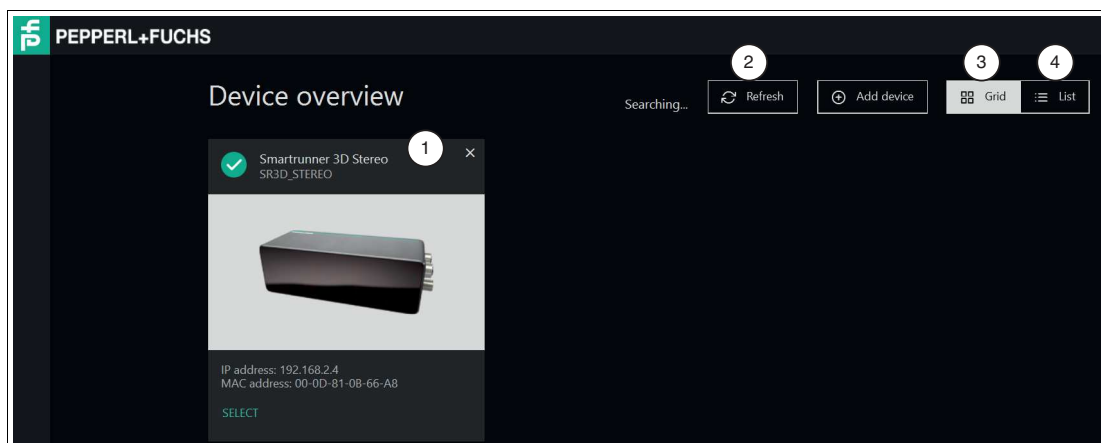 PEPPERL+FUCHS
Device overview
Searching...
2
Refresh
Add device
3
Grid
4
List
1
Smartrunner 3D Stereo
SR3D_STEREO
IP address: 192.168.2.4
MAC address: 00-0D-81-0B-66-A8
SELECT